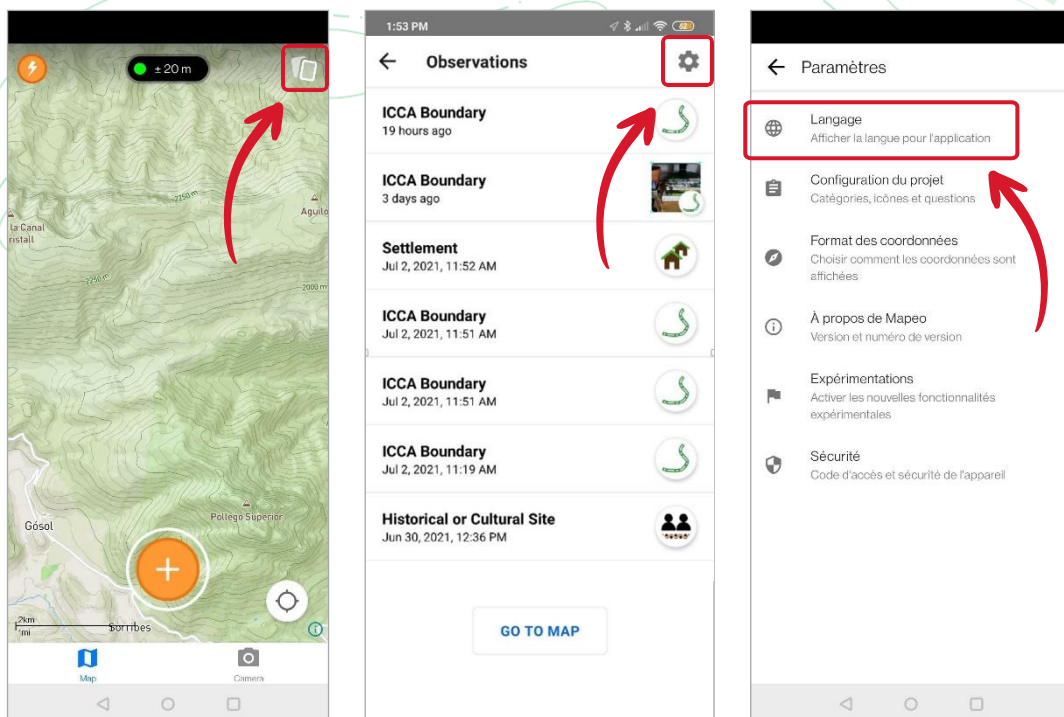 ± 20 m
2250 m
Aguilo
la Canal
ristall
2250 m
2000 m
Pollegó Superior
Gósol
2km
mi
Sorribes
Map
Camera
1:53 PM
62
Observations
ICCA Boundary
19 hours ago
ICCA Boundary
3 days ago
Settlement
Jul 2, 2021, 11:52 AM
ICCA Boundary
Jul 2, 2021, 11:51 AM
ICCA Boundary
Jul 2, 2021, 11:51 AM
ICCA Boundary
Jul 2, 2021, 11:19 AM
Historical or Cultural Site
Jun 30, 2021, 12:36 PM
GO TO MAP
Paramètres
Langage
Afficher la langue pour l'application
Configuration du projet
Catégories, icônes et questions
Format des coordonnées
Choisir comment les coordonnées sont
affichées
À propos de Mapeo
Version et numéro de version
Expérimentations
Activer les nouvelles fonctionnalités
expérimentales
Sécurité
Code d'accès et sécurité de l'appareil